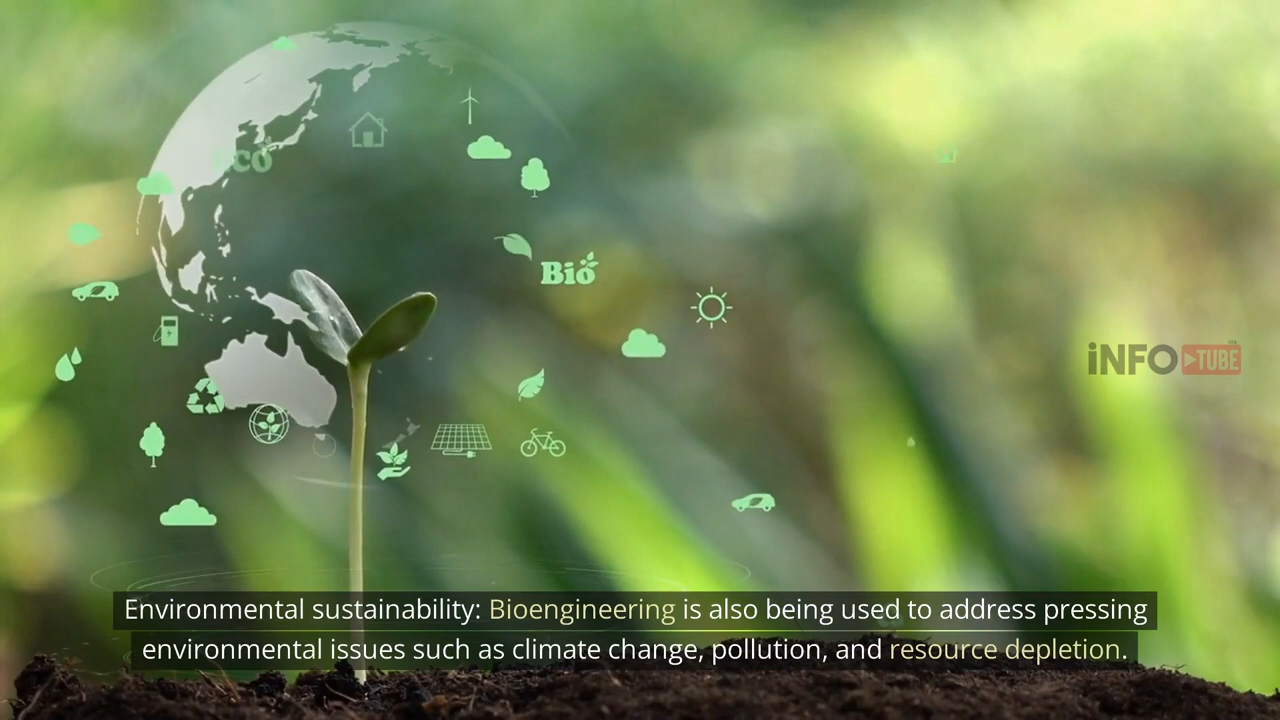 eco
Bio
iNFO TUBE
Environmental sustainability: Bioengineering is also being used to address pressing
environmental issues such as climate change, pollution, and resource depletion.